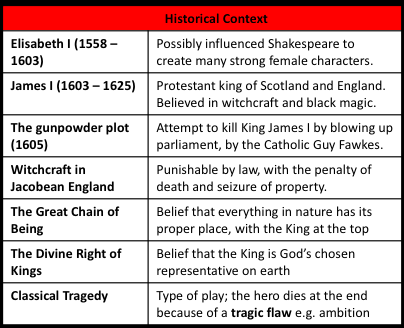 Historical Context
Elisabeth I (1558 –
1603)
Possibly influenced Shakespeare to
create many strong female characters.
James I (1603 – 1625)
Protestant king of Scotland and England.
Believed in witchcraft and black magic.
The gunpowder plot
(1605)
Attempt to kill King James I by blowing up
parliament, by the Catholic Guy Fawkes.
Witchcraft in
Jacobean England
Punishable by law, with the penalty of
death and seizure of property.
The Great Chain of
Being
Belief that everything in nature has its
proper place, with the King at the top
The Divine Right of
Kings
Belief that the King is God's chosen
representative on earth
Classical Tragedy
Type of play; the hero dies at the end
because of a tragic flaw e.g. ambition